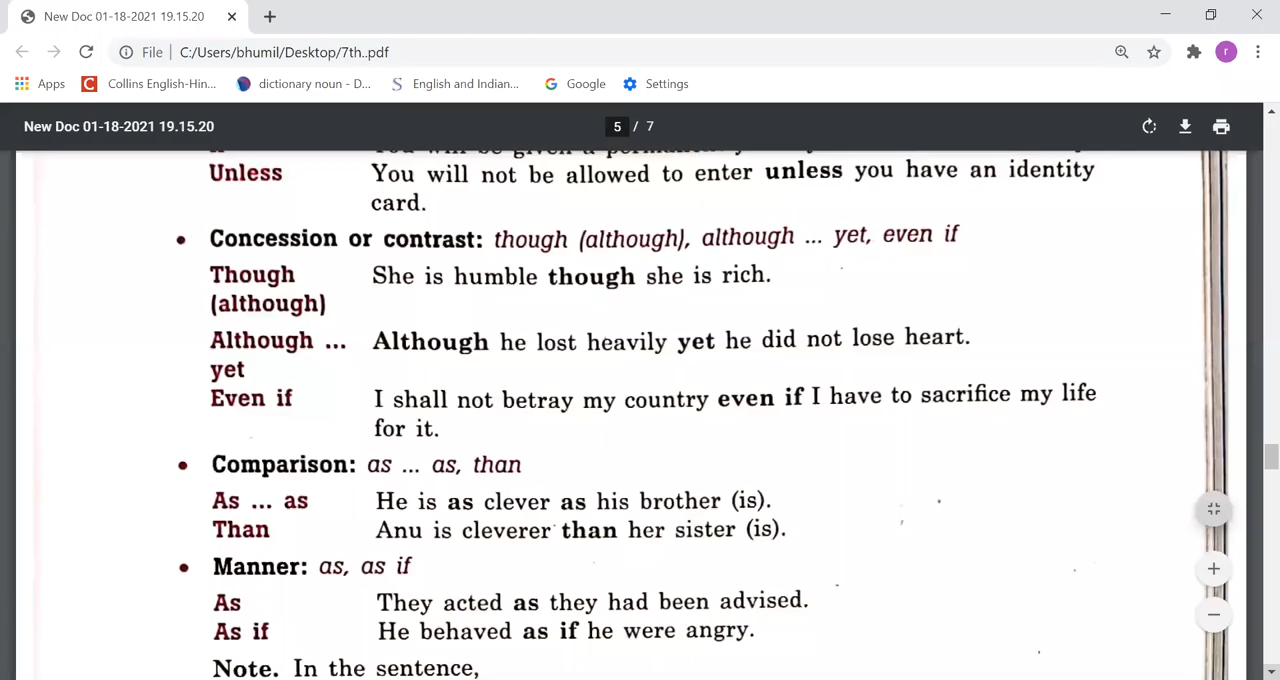 New Doc 01-18-2021 19.15.20
File | C:/Users/bhumil/Desktop/7th..pdf
r
Apps Collins English-Hin... dictionary noun - D... English and Indian... Google Settings
New Doc 01-18-2021 19.15.20 5 / 7
Unless You will not be allowed to enter unless you have an identity
card.
• Concession or contrast: though (although), although ... yet, even if
Though She is humble though she is rich.
(although)
Although ... Although he lost heavily yet he did not lose heart.
yet
Even if I shall not betray my country even if I have to sacrifice my life
for it.
• Comparison: as ... as, than
As ... as He is as clever as his brother (is).
Than Anu is cleverer than her sister (is).
• Manner: as, as if
As They acted as they had been advised.
As if He behaved as if he were angry.
Note. In the sentence,